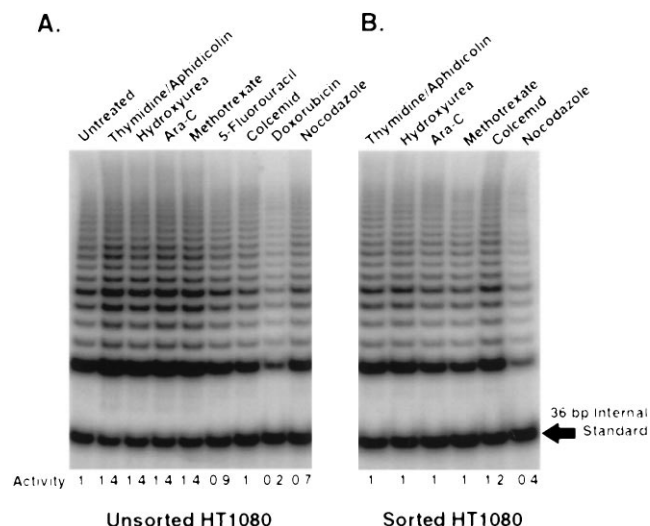 A.
Untreated
Thymidine/Aphidicolin
Hydroxyurea
Ara-C
Methotrexate
5-Fluorouracil
Colcemid
Doxorubicin
Nocodazole
B.
Thymidine/Aphidicolin
Hydroxyurea
Ara-C
Methotrexate
Colcemid
Nocodazole
36 bp Internal
Standard
Activity 1 1 4 1 4 1 4 1 4 0 9 1 0 2 0 7
1 1 1 1 1 2 0 4
Unsorted HT1080
Sorted HT1080